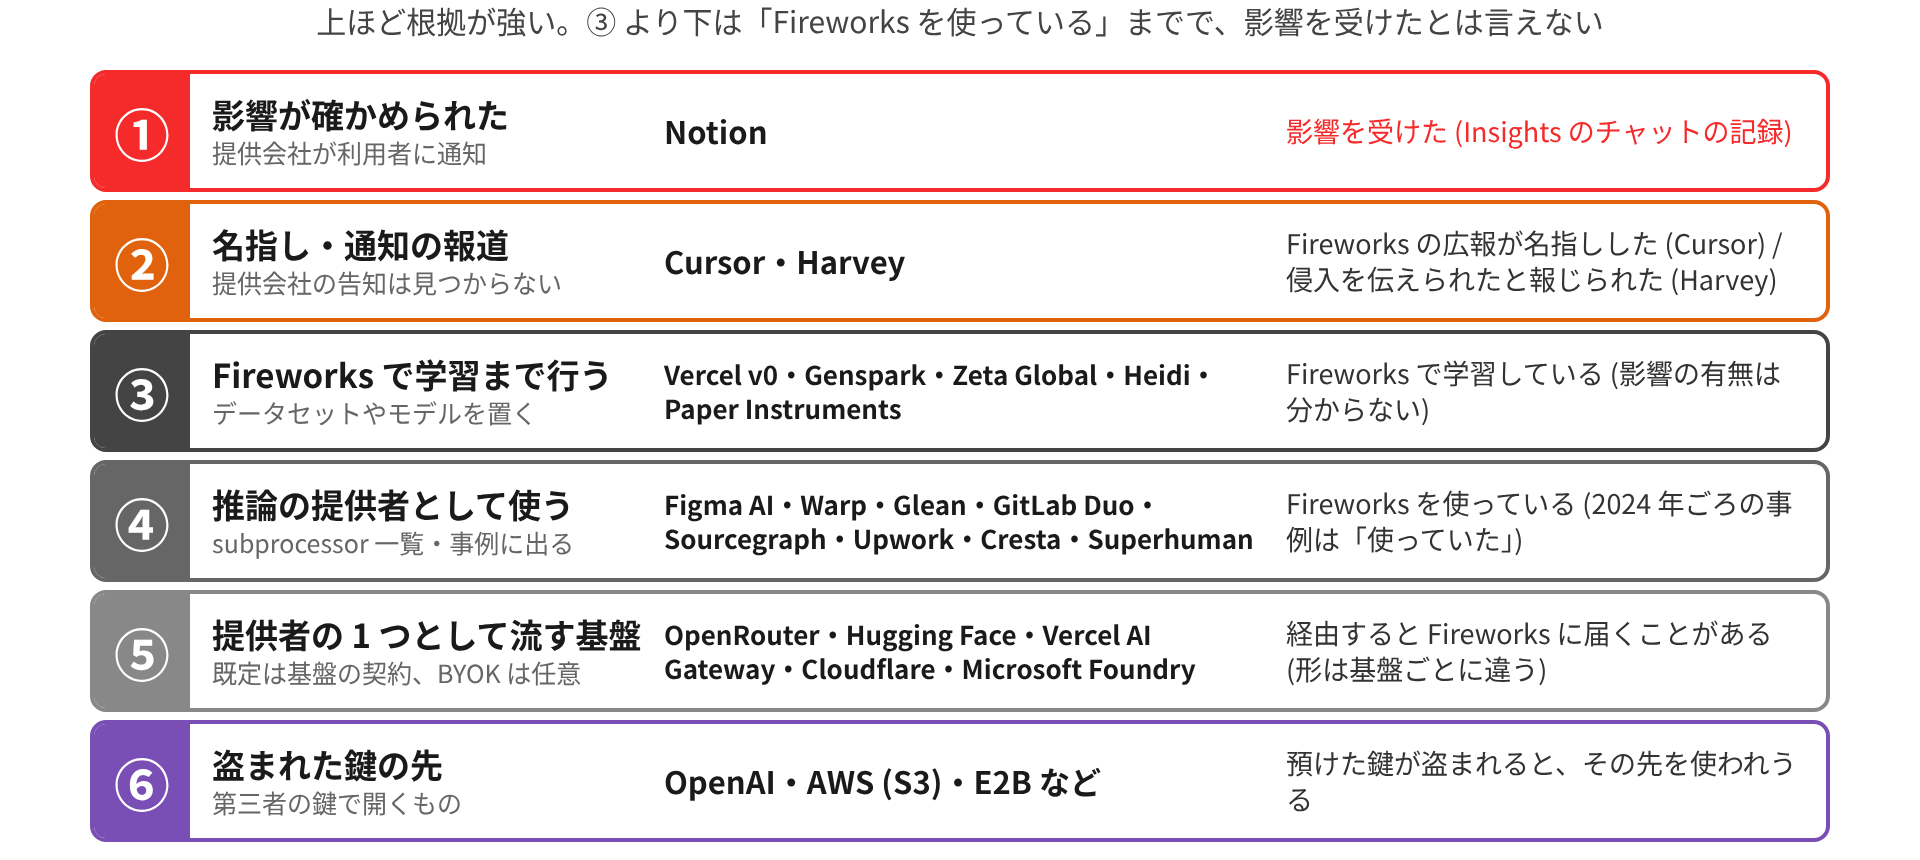 上ほど根拠が強い。③ より下は「Fireworks を使っている」までで、影響を受けたとは言えない
①
影響が確かめられた
提供会社が利用者に通知
Notion
影響を受けた (Insights のチャットの記録)
②
名指し・通知の報道
提供会社の告知は見つからない
Cursor・Harvey
Fireworks の広報が名指しした (Cursor) /
侵入を伝えられたと報じられた (Harvey)
③
Fireworks で学習まで行う
データセットやモデルを置く
Vercel v0・Genspark・Zeta Global・Heidi・
Paper Instruments
Fireworks で学習している (影響の有無は
分からない)
④
推論の提供者として使う
subprocessor 一覧・事例に出る
Figma AI・Warp・Glean・GitLab Duo・
Sourcegraph・Upwork・Cresta・Superhuman
Fireworks を使っている (2024 年ごろの事
例は「使っていた」)
⑤
提供者の 1 つとして流す基盤
既定は基盤の契約、BYOK は任意
OpenRouter・Hugging Face・Vercel AI
Gateway・Cloudflare・Microsoft Foundry
経由すると Fireworks に届くことがある
(形は基盤ごとに違う)
⑥
盗まれた鍵の先
第三者の鍵で開くもの
OpenAI・AWS (S3)・E2B など
預けた鍵が盗まれると、その先を使われう
る